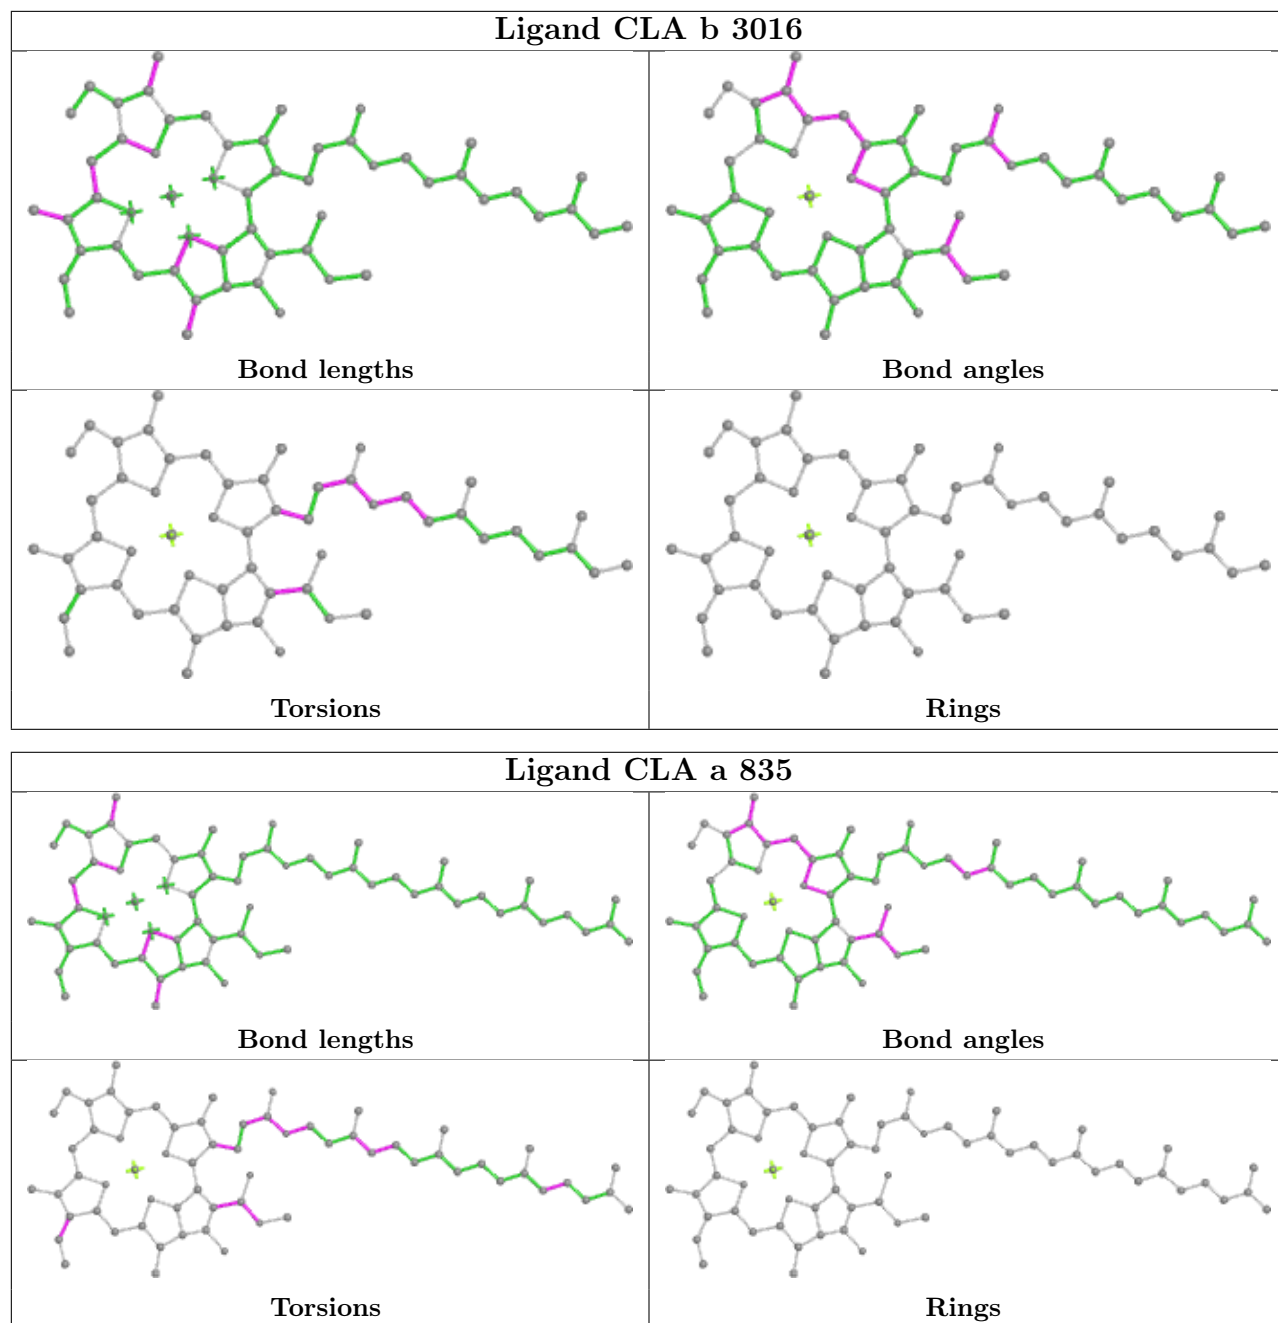 Ligand CLA b 3016
Bond lengths
Bond angles
Torsions
Rings
Ligand CLA a 835
Bond lengths
Bond angles
Torsions
Rings